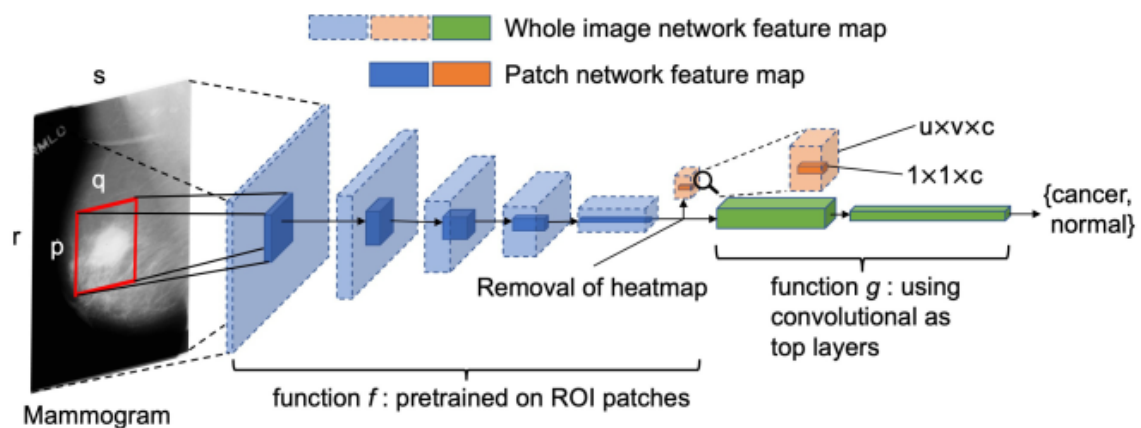 Whole image network feature map
Patch network feature map
s
q
r
p
u×v×c
1×1×c
{cancer,
normal}
Removal of heatmap
function g : using
convolutional as
top layers
function f : pretrained on ROI patches
Mammogram